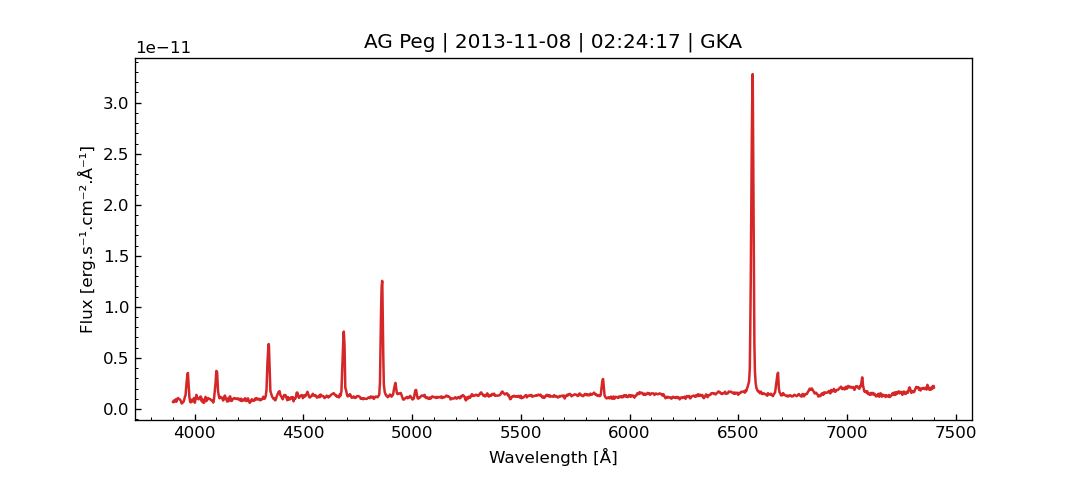 AG Peg | 2013-11-08 | 02:24:17 | GKA
1e−11
3.0
2.5
2.0
1.5
1.0
0.5
0.0
Flux [erg.s⁻¹.cm⁻².Å⁻¹]
4000 4500 5000 5500 6000 6500 7000 7500
Wavelength [Å]